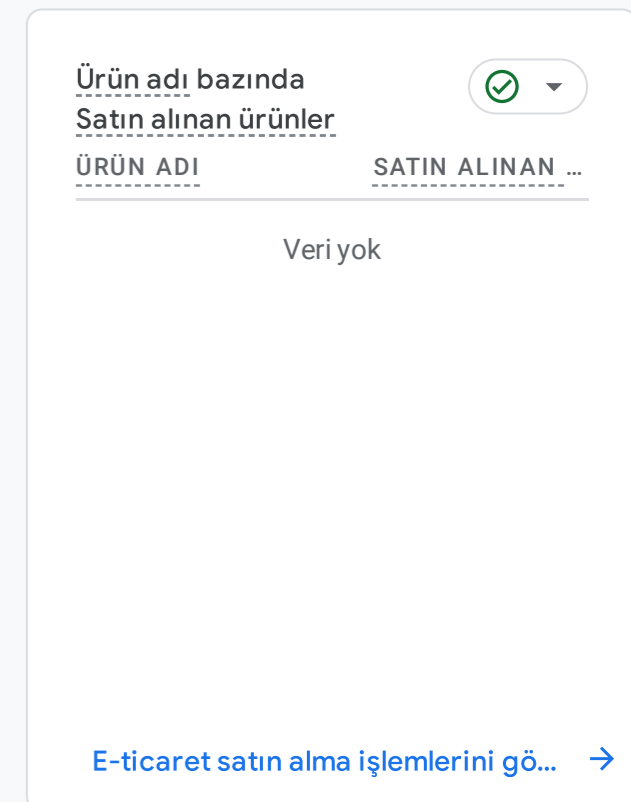 Ürün adı bazında
Satın alınan ürünler
ÜRÜN ADI SATIN ALINAN ...
Veri yok
E-ticaret satın alma işlemlerini gö...